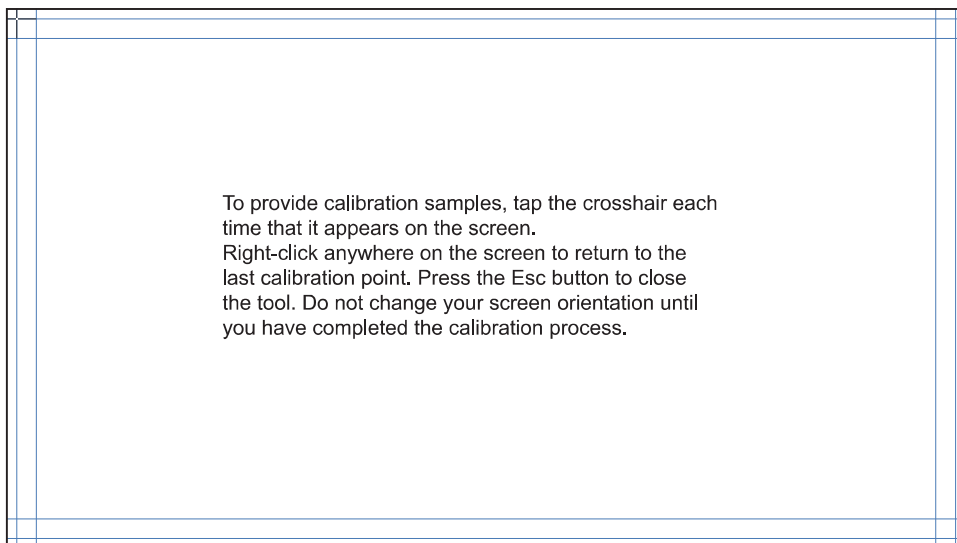 To provide calibration samples, tap the crosshair each
time that it appears on the screen.
Right-click anywhere on the screen to return to the
last calibration point. Press the Esc button to close
the tool. Do not change your screen orientation until
you have completed the calibration process.